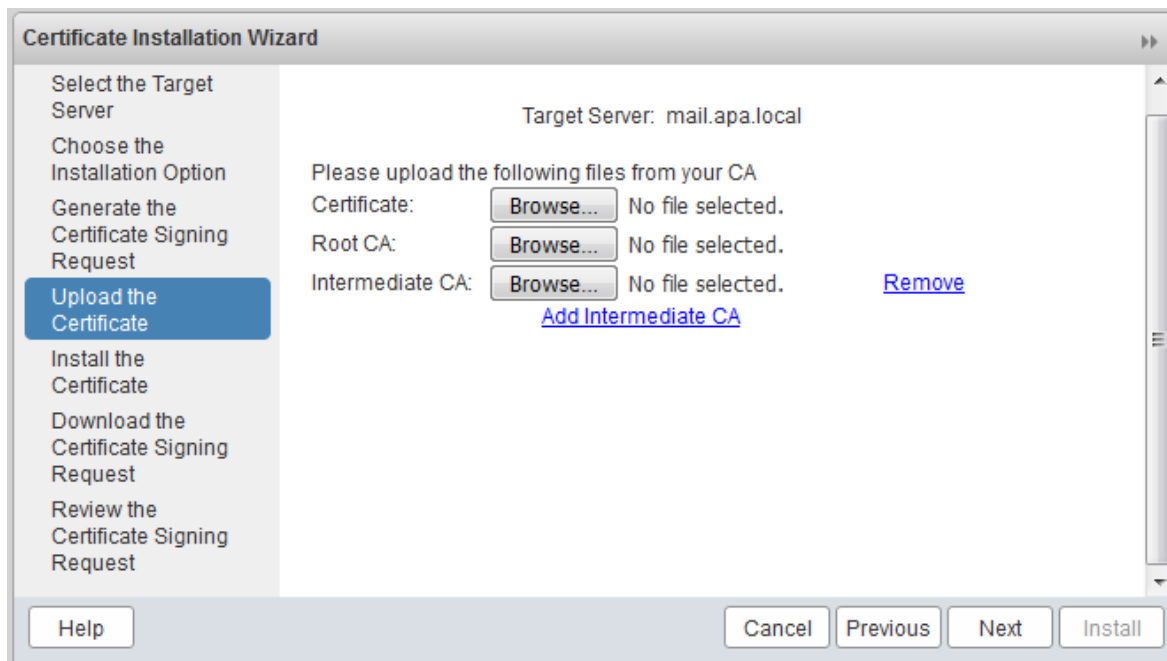 Certificate Installation Wizard
Select the Target
Server
Choose the
Installation Option
Generate the
Certificate Signing
Request
Upload the
Certificate
Install the
Certificate
Download the
Certificate Signing
Request
Review the
Certificate Signing
Request
Target Server: mail.apa.local
Please upload the following files from your CA
Certificate: Browse... No file selected.
Root CA: Browse... No file selected.
Intermediate CA: Browse... No file selected. Remove
Add Intermediate CA
Help Cancel Previous Next Install